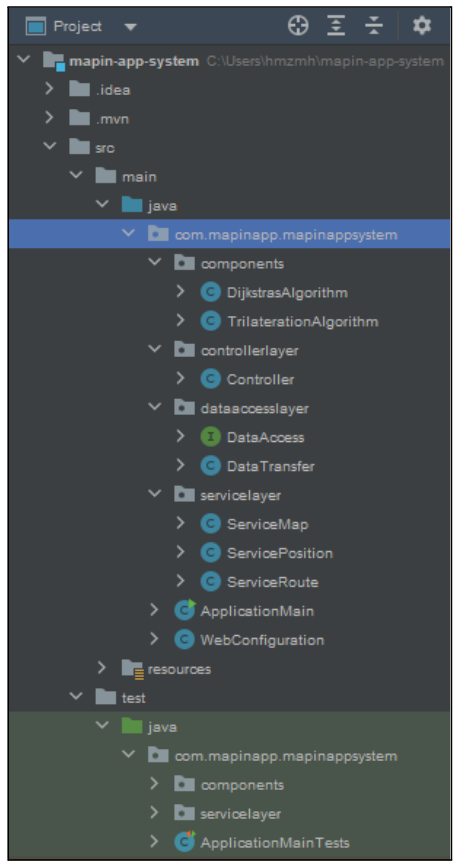 Project
mapin-app-system C:\Users\hmzmh\mapin-app-system
.idea
.mvn
src
main
java
com.mapinapp.mapinappsystem
components
C DijkstrasAlgorithm
C TrilaterationAlgorithm
controllerlayer
C Controller
dataaccesslayer
I DataAccess
C DataTransfer
servicelayer
C ServiceMap
C ServicePosition
C ServiceRoute
C ApplicationMain
C WebConfiguration
resources
test
java
com.mapinapp.mapinappsystem
components
servicelayer
C ApplicationMainTests